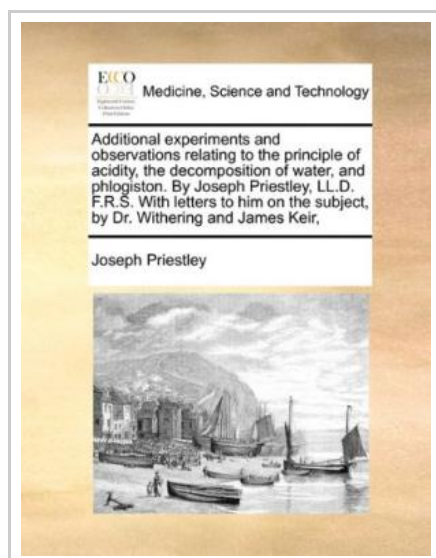 ECCO
Medicine, Science and Technology
Additional experiments and
observations relating to the principle of
acidity, the decomposition of water, and
phlogiston. By Joseph Priestley, LL.D.
F.R.S. With letters to him on the subject,
by Dr. Withering and James Keir,
Joseph Priestley